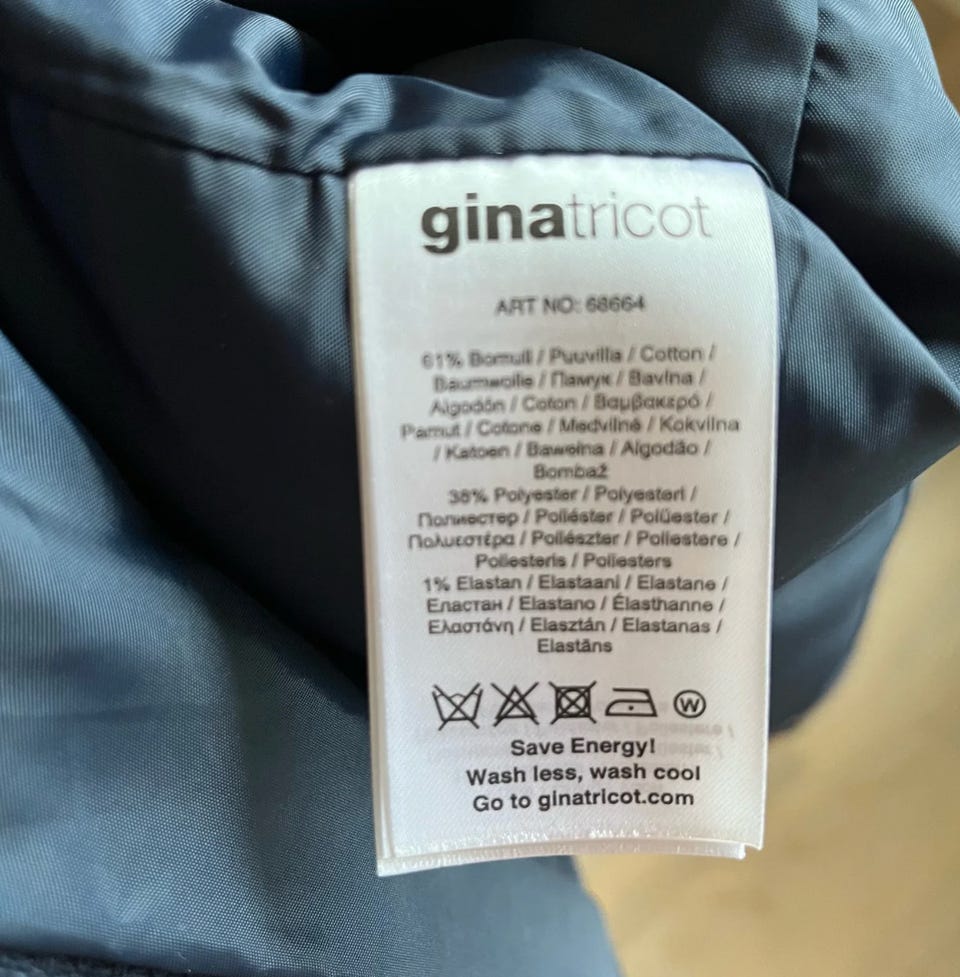 ginatricot
ART NO: 68664
61% Bomull / Puuvilla / Cotton /
Baumwolle / Памук / Bavlna /
Algodón / Coton / Βαμβακερό /
Pamut / Cotone / Medvilnė / Kokvilna
/ Katoen / Bawełna / Algodão /
Bombaž
38% Polyester / Polyesteri /
Полиестер / Poliéster / Polüester /
Πολυεστέρα / Poliészter / Poliestere /
Poliesteris / Poliesters
1% Elastan / Elastaani / Elastane /
Еластан / Elastano / Élasthanne /
Ελαστάνη / Elasztán / Elastanas /
Elastāns
W
Save Energy!
Wash less, wash cool
Go to ginatricot.com